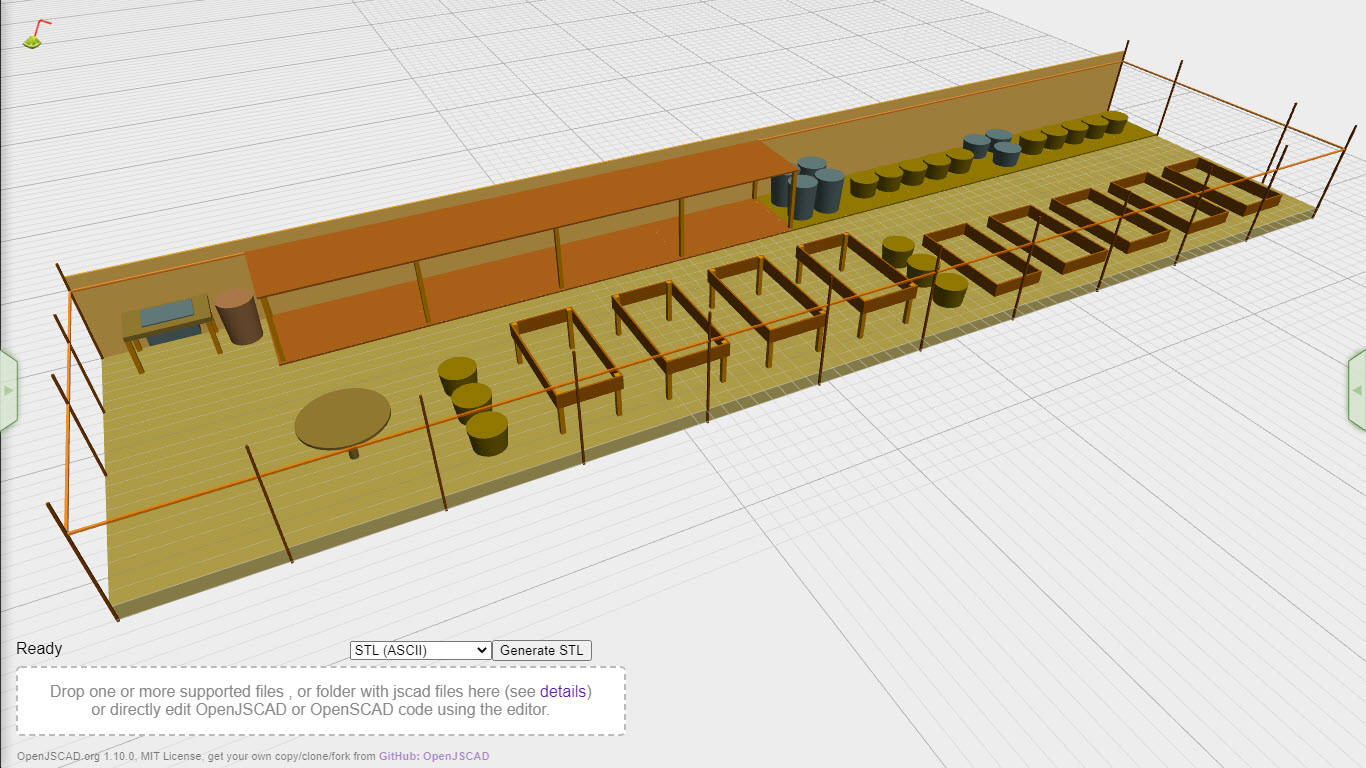 Ready
STL (ASCII)
Generate STL
Drop one or more supported files , or folder with jscad files here (see details)
or directly edit OpenJSCAD or OpenSCAD code using the editor.
OpenJSCAD.org 1.10.0, MIT License, get your own copy/clone/fork from GitHub: OpenJSCAD